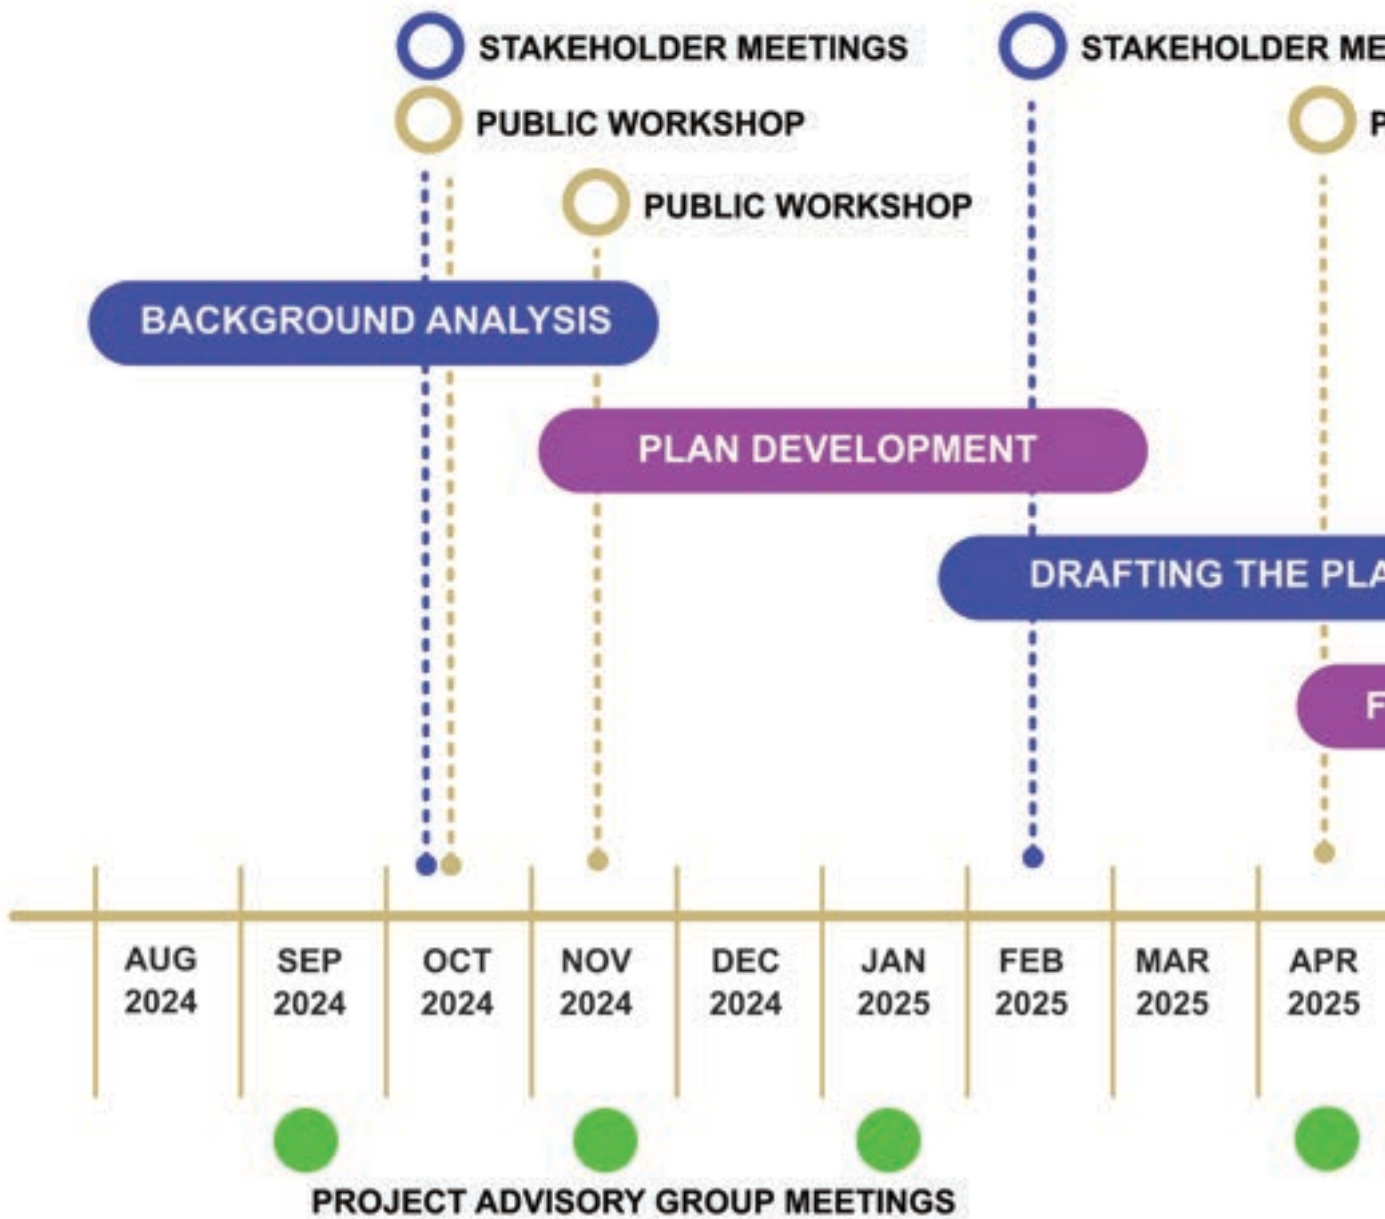 STAKEHOLDER MEETINGS
STAKEHOLDER ME
PUBLIC WORKSHOP
P
PUBLIC WORKSHOP
BACKGROUND ANALYSIS
PLAN DEVELOPMENT
DRAFTING THE PLA
F
AUG 2024
SEP 2024
OCT 2024
NOV 2024
DEC 2024
JAN 2025
FEB 2025
MAR 2025
APR 2025
PROJECT ADVISORY GROUP MEETINGS